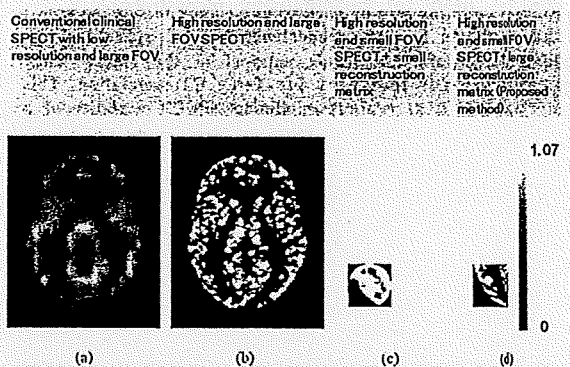 Conventional clinical
SPECT with low
resolution and large FOV
High resolution and large
FOV SPECT
High resolution
and small FOV
SPECT + small
reconstruction
matrix
High resolution
and small FOV
SPECT + large
reconstruction
matrix (Proposed
method)
1.07
0
(a)
(b)
(c)
(d)